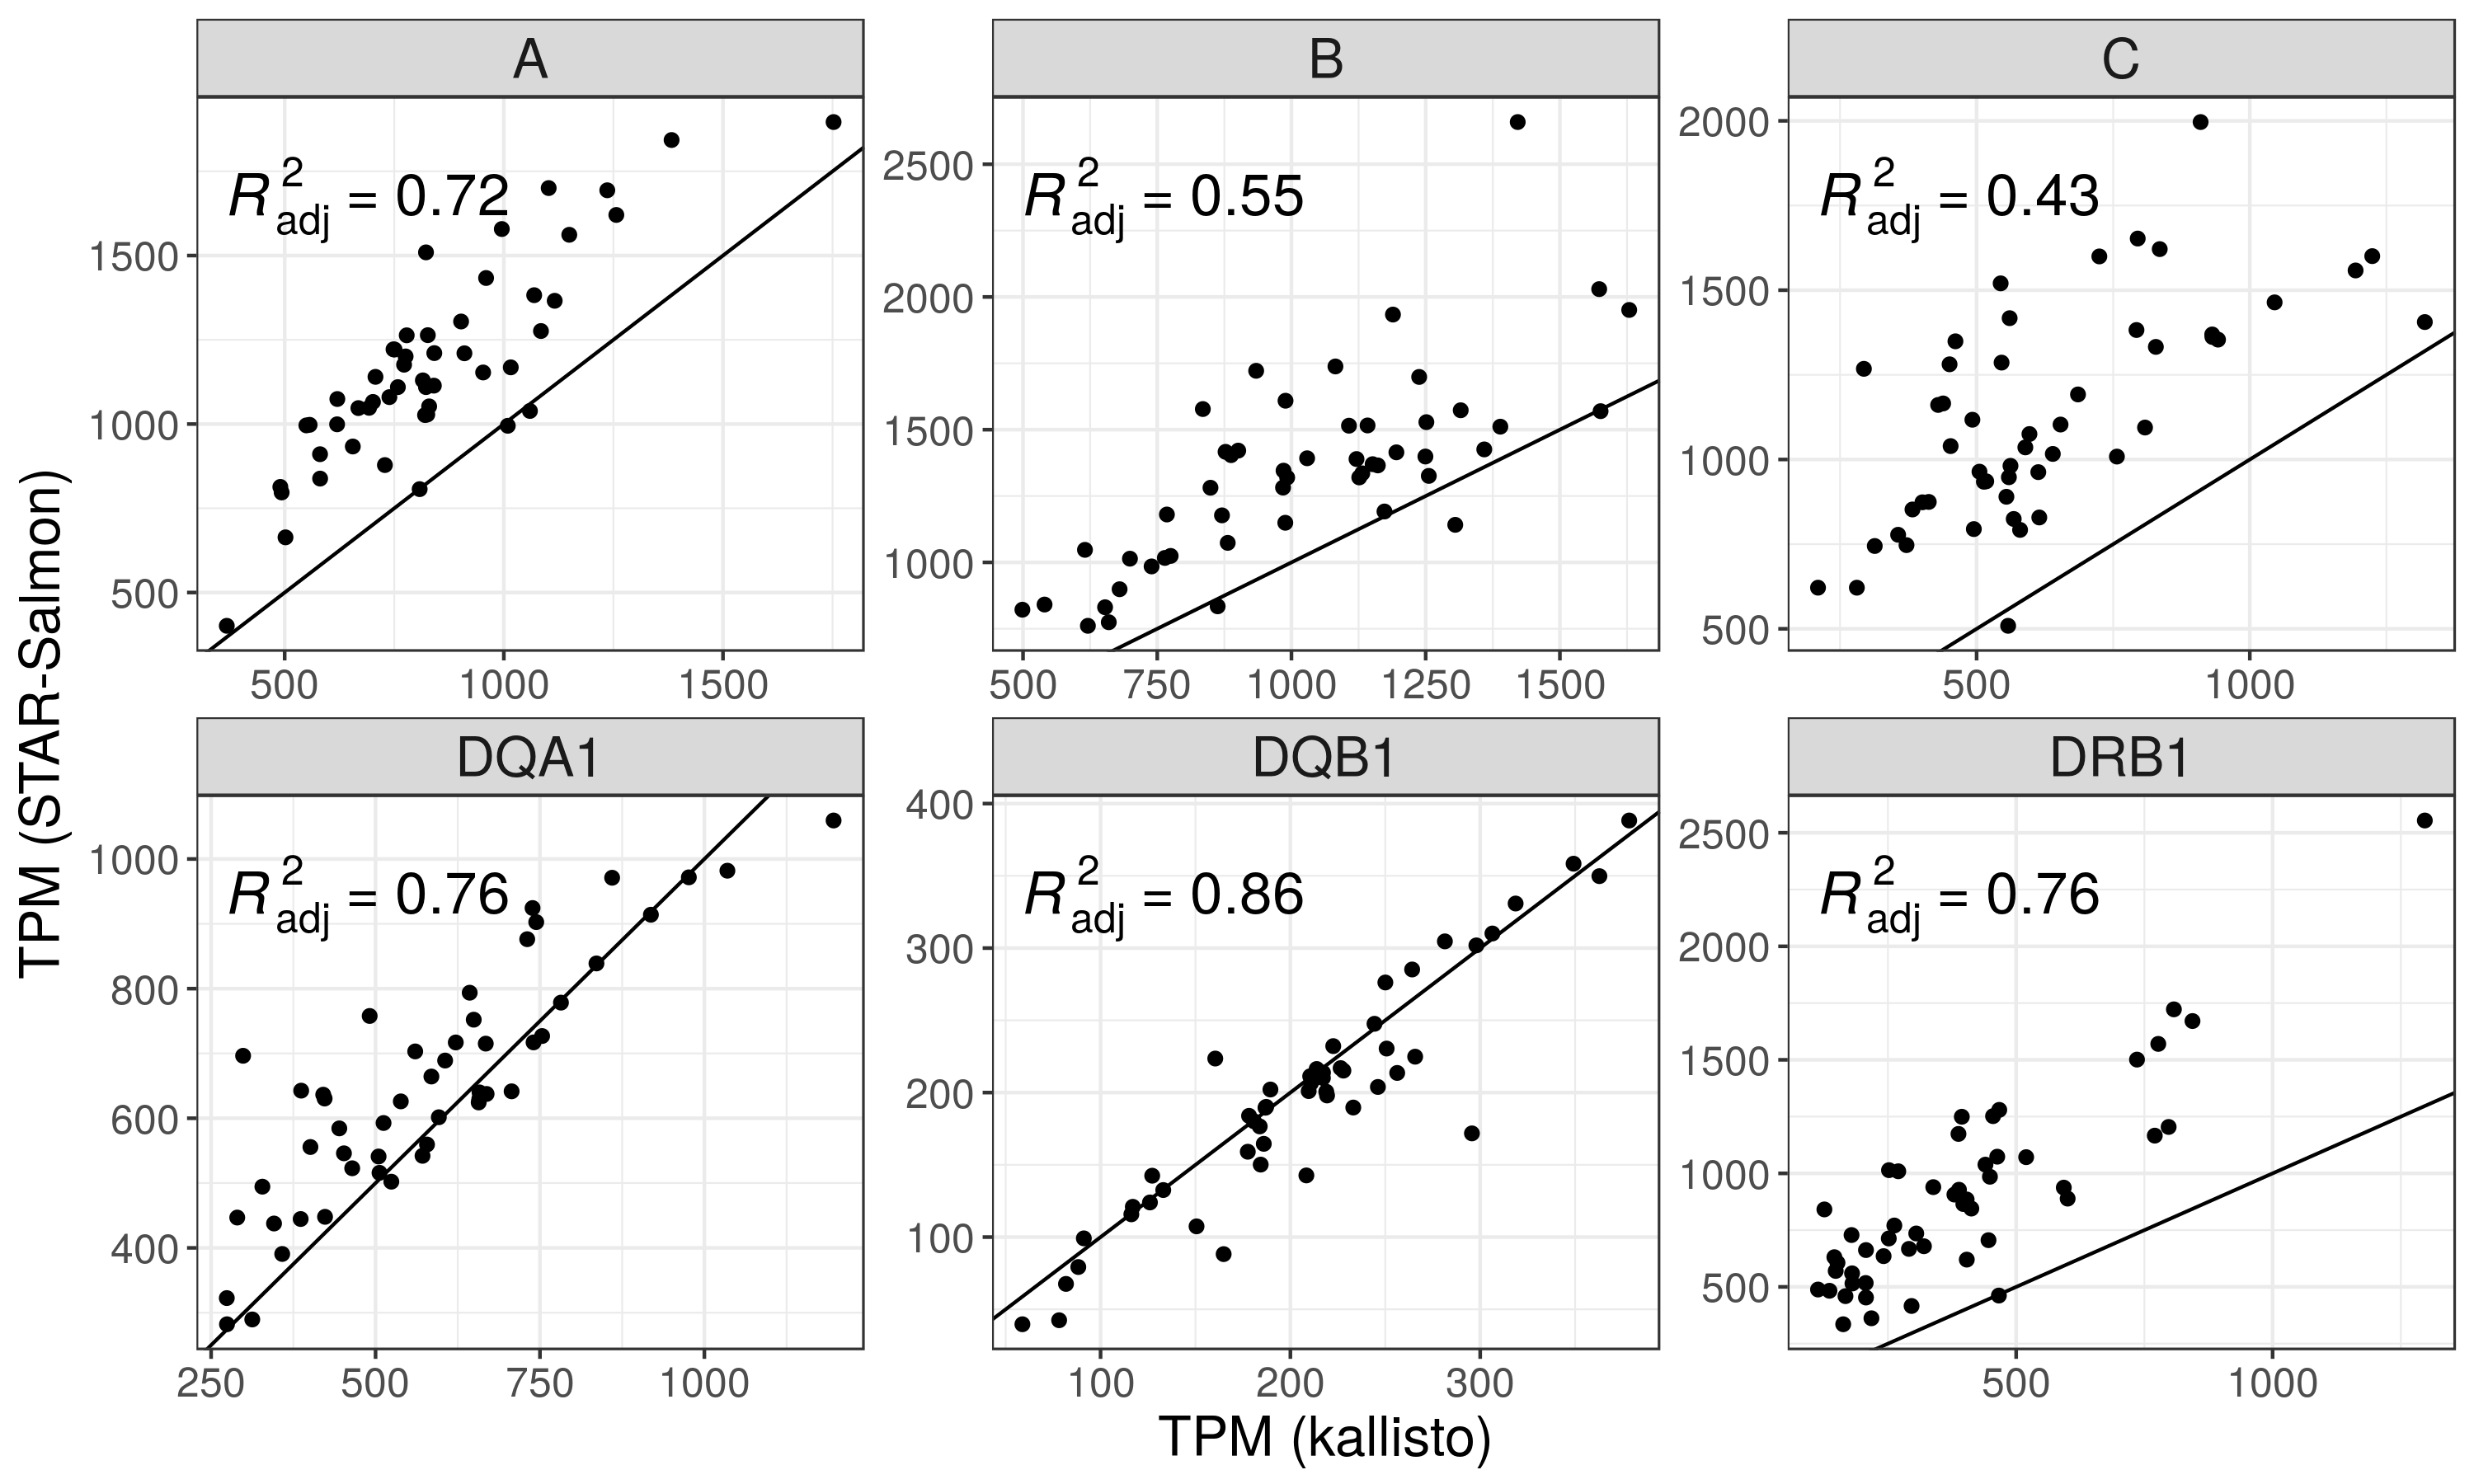 A
B
C
R²adj = 0.72
R²adj = 0.55
R²adj = 0.43
1500
1000
500
2500
2000
1500
1000
2000
1500
1000
500
500 1000 1500
500 750 1000 1250 1500
500 1000
DQA1
DQB1
DRB1
R²adj = 0.76
R²adj = 0.86
R²adj = 0.76
1000
800
600
400
400
300
200
100
2500
2000
1500
1000
500
250 500 750 1000
100 200 300
500 1000
TPM (STAR-Salmon)
TPM (kallisto)